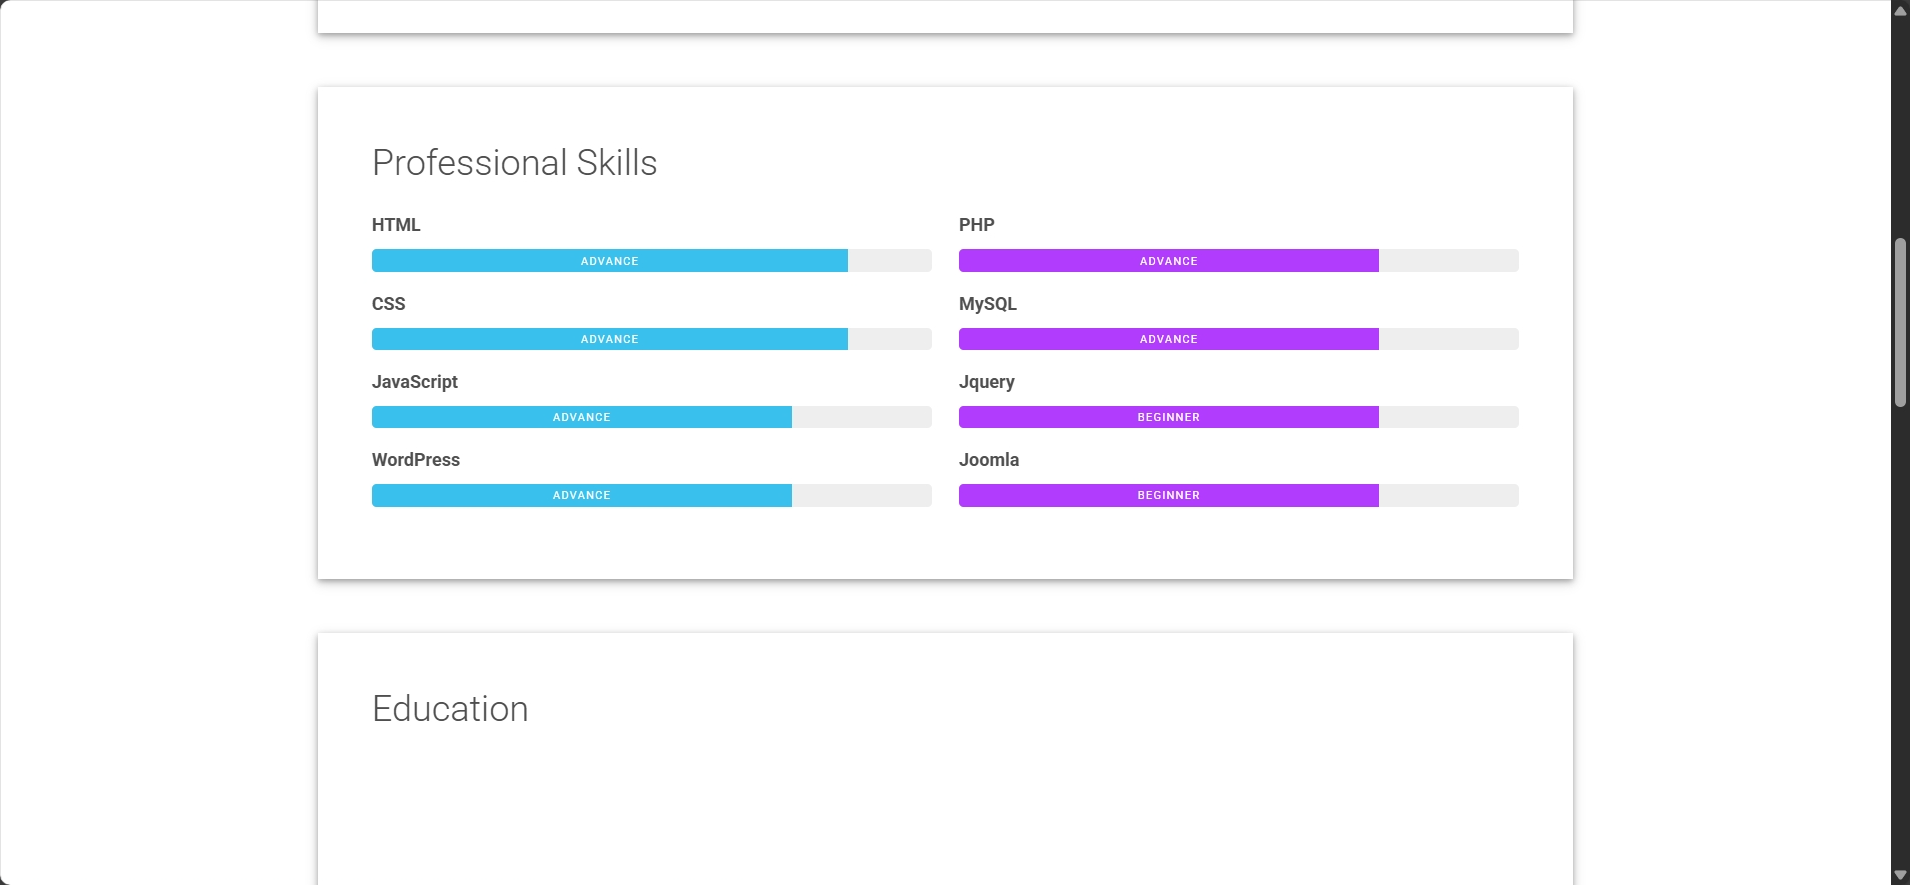 Professional Skills
HTML
ADVANCE
CSS
ADVANCE
JavaScript
ADVANCE
WordPress
ADVANCE
PHP
ADVANCE
MySQL
ADVANCE
Jquery
BEGINNER
Joomla
BEGINNER
Education